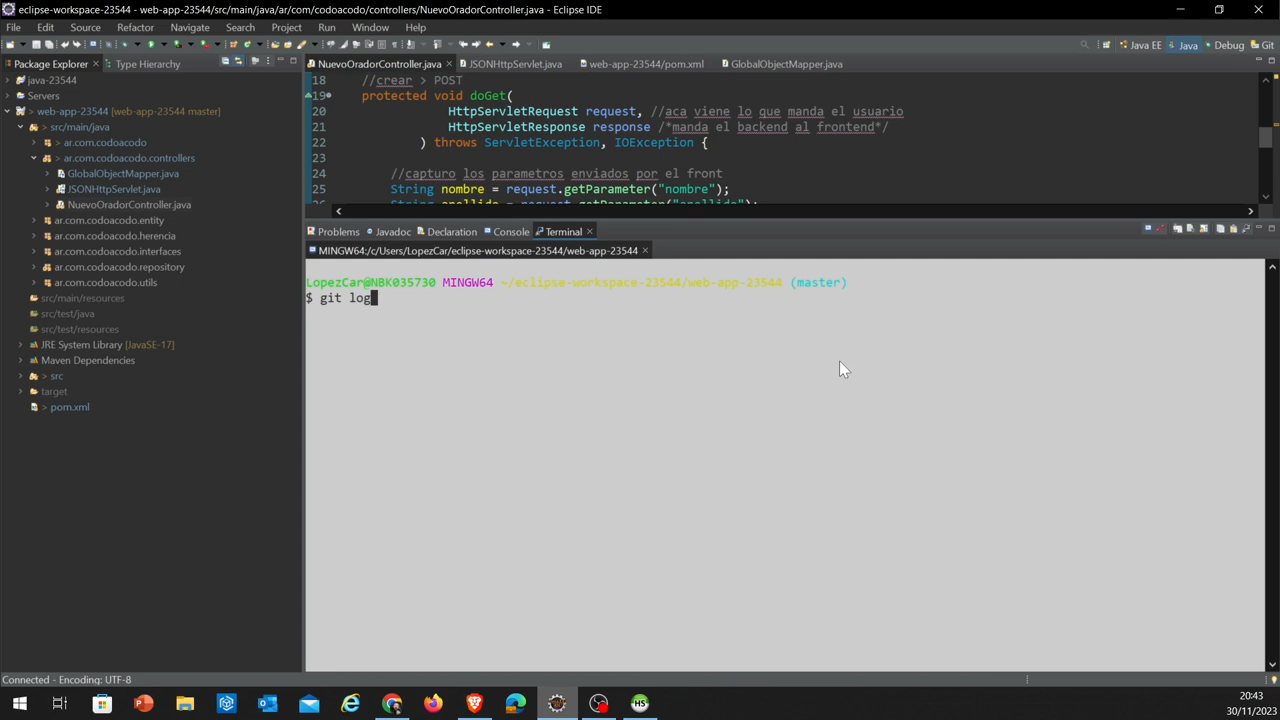 eclipse-workspace-23544 - web-app-23544/src/main/java/ar/com/codoacodo/controllers/NuevoOradorController.java - Eclipse IDE
File Edit Source Refactor Navigate Search Project Run Window Help
Java EE Java Debug Git
Package Explorer Type Hierarchy
java-23544
Servers
> web-app-23544 [web-app-23544 master]
> src/main/java
> ar.com.codoacodo
> ar.com.codoacodo.controllers
> GlobalObjectMapper.java
> JSONHttpServlet.java
> NuevoOradorController.java
ar.com.codoacodo.entity
ar.com.codoacodo.herencia
ar.com.codoacodo.interfaces
> ar.com.codoacodo.repository
> ar.com.codoacodo.utils
src/main/resources
src/test/java
src/test/resources
JRE System Library [JavaSE-17]
Maven Dependencies
> src
target
> pom.xml
NuevoOradorController.java JSONHttpServlet.java web-app-23544/pom.xml GlobalObjectMapper.java
18 //crear > POST
19 protected void doGet(
20 HttpServletRequest request, //aca viene lo que manda el usuario
21 HttpServletResponse response /*manda el backend al frontend*/
22 ) throws ServletException, IOException {
23
24 //capturo los parametros enviados por el front
25 String nombre = request.getParameter("nombre");
26 String apellido = request.getParameter("apellido");
Problems Javadoc Declaration Console Terminal
MINGW64:/c/Users/LopezCar/eclipse-workspace-23544/web-app-23544
LopezCar@NBK035730 MINGW64 ~/eclipse-workspace-23544/web-app-23544 (master)
$ git log
Connected - Encoding: UTF-8
HS
20:43
30/11/2023